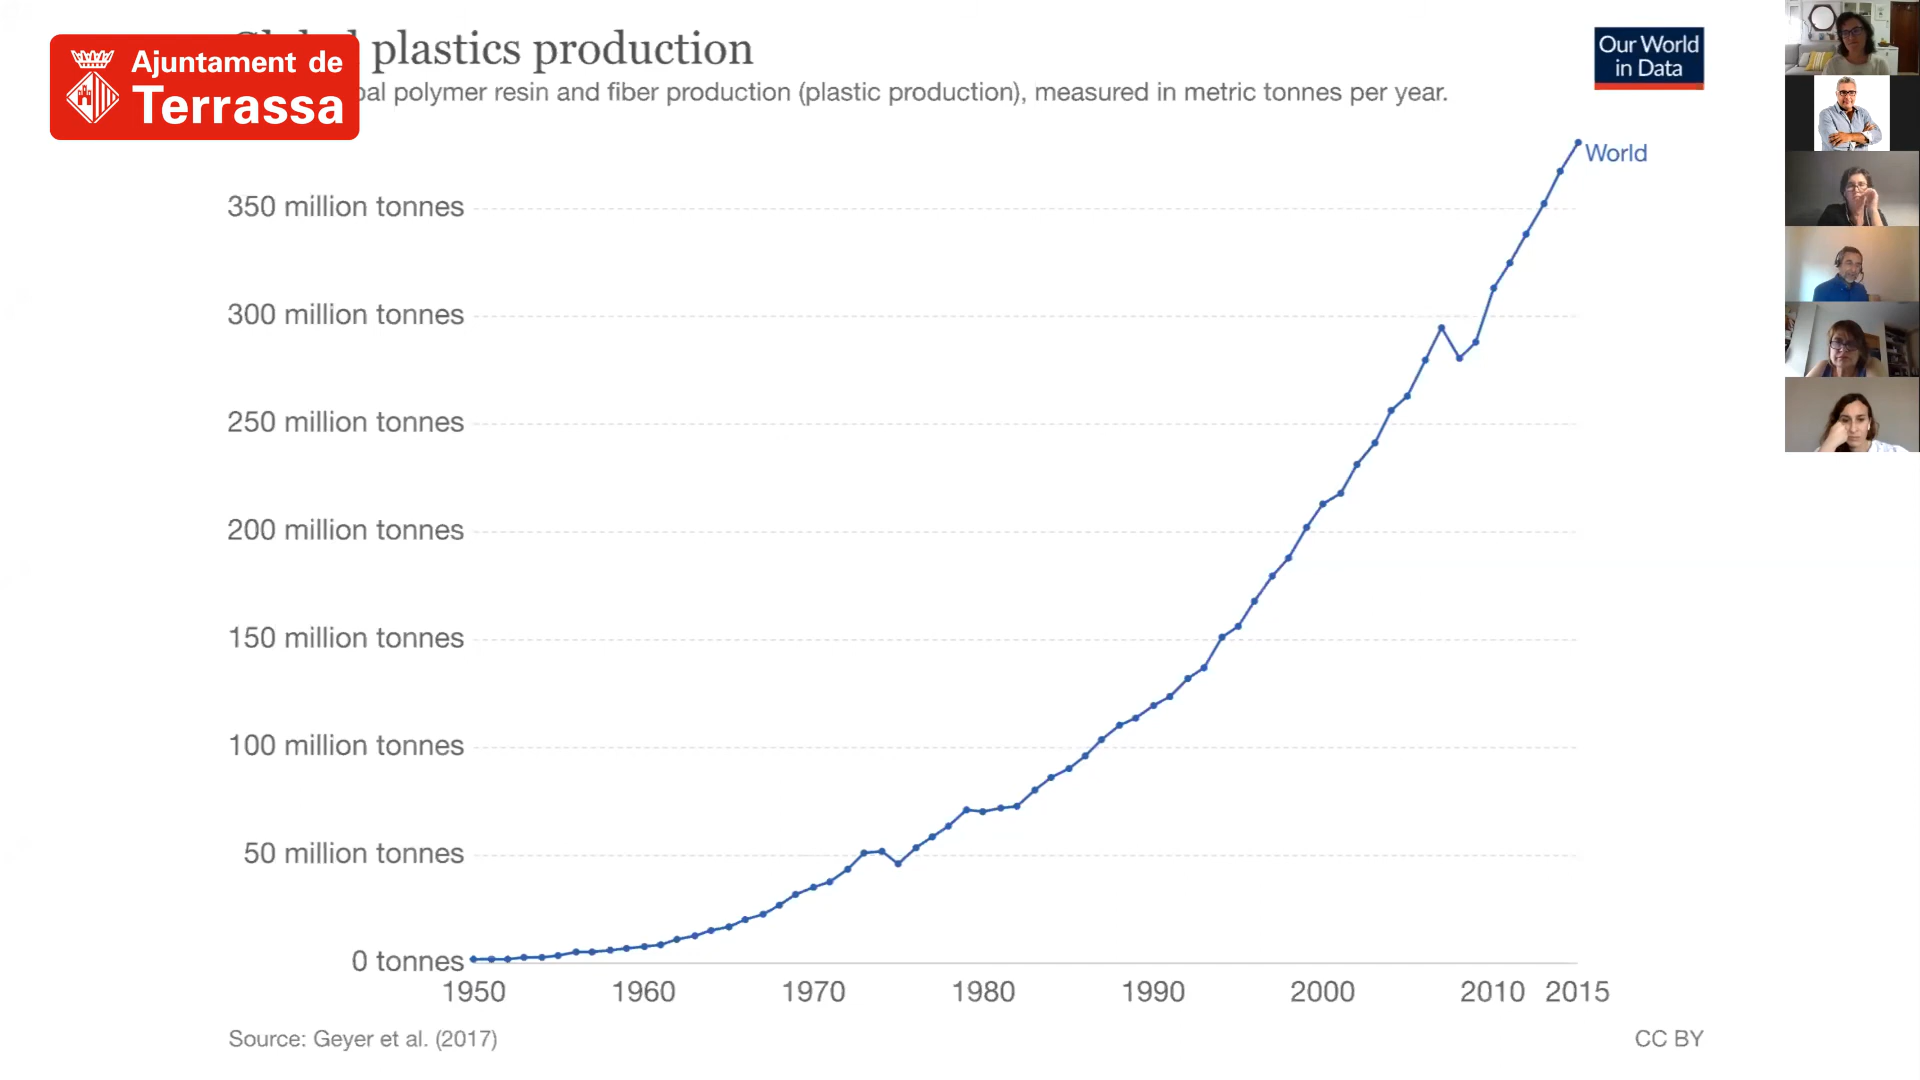 Ajuntament de
Terrassa
plastics production
polymer resin and fiber production (plastic production), measured in metric tonnes per year.
Our World
in Data
World
350 million tonnes
300 million tonnes
250 million tonnes
200 million tonnes
150 million tonnes
100 million tonnes
50 million tonnes
0 tonnes
1950 1960 1970 1980 1990 2000 2010 2015
Source: Geyer et al. (2017)
CC BY